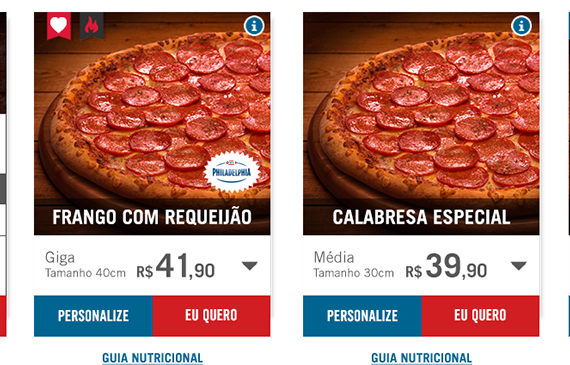 PHILADELPHIA
FRANGO COM REQUEIJÃO
Giga
Tamanho 40cm
R$41,90
PERSONALIZE
EU QUERO
GUIA NUTRICIONAL
CALABRESA ESPECIAL
Média
Tamanho 30cm
R$39,90
PERSONALIZE
EU QUERO
GUIA NUTRICIONAL